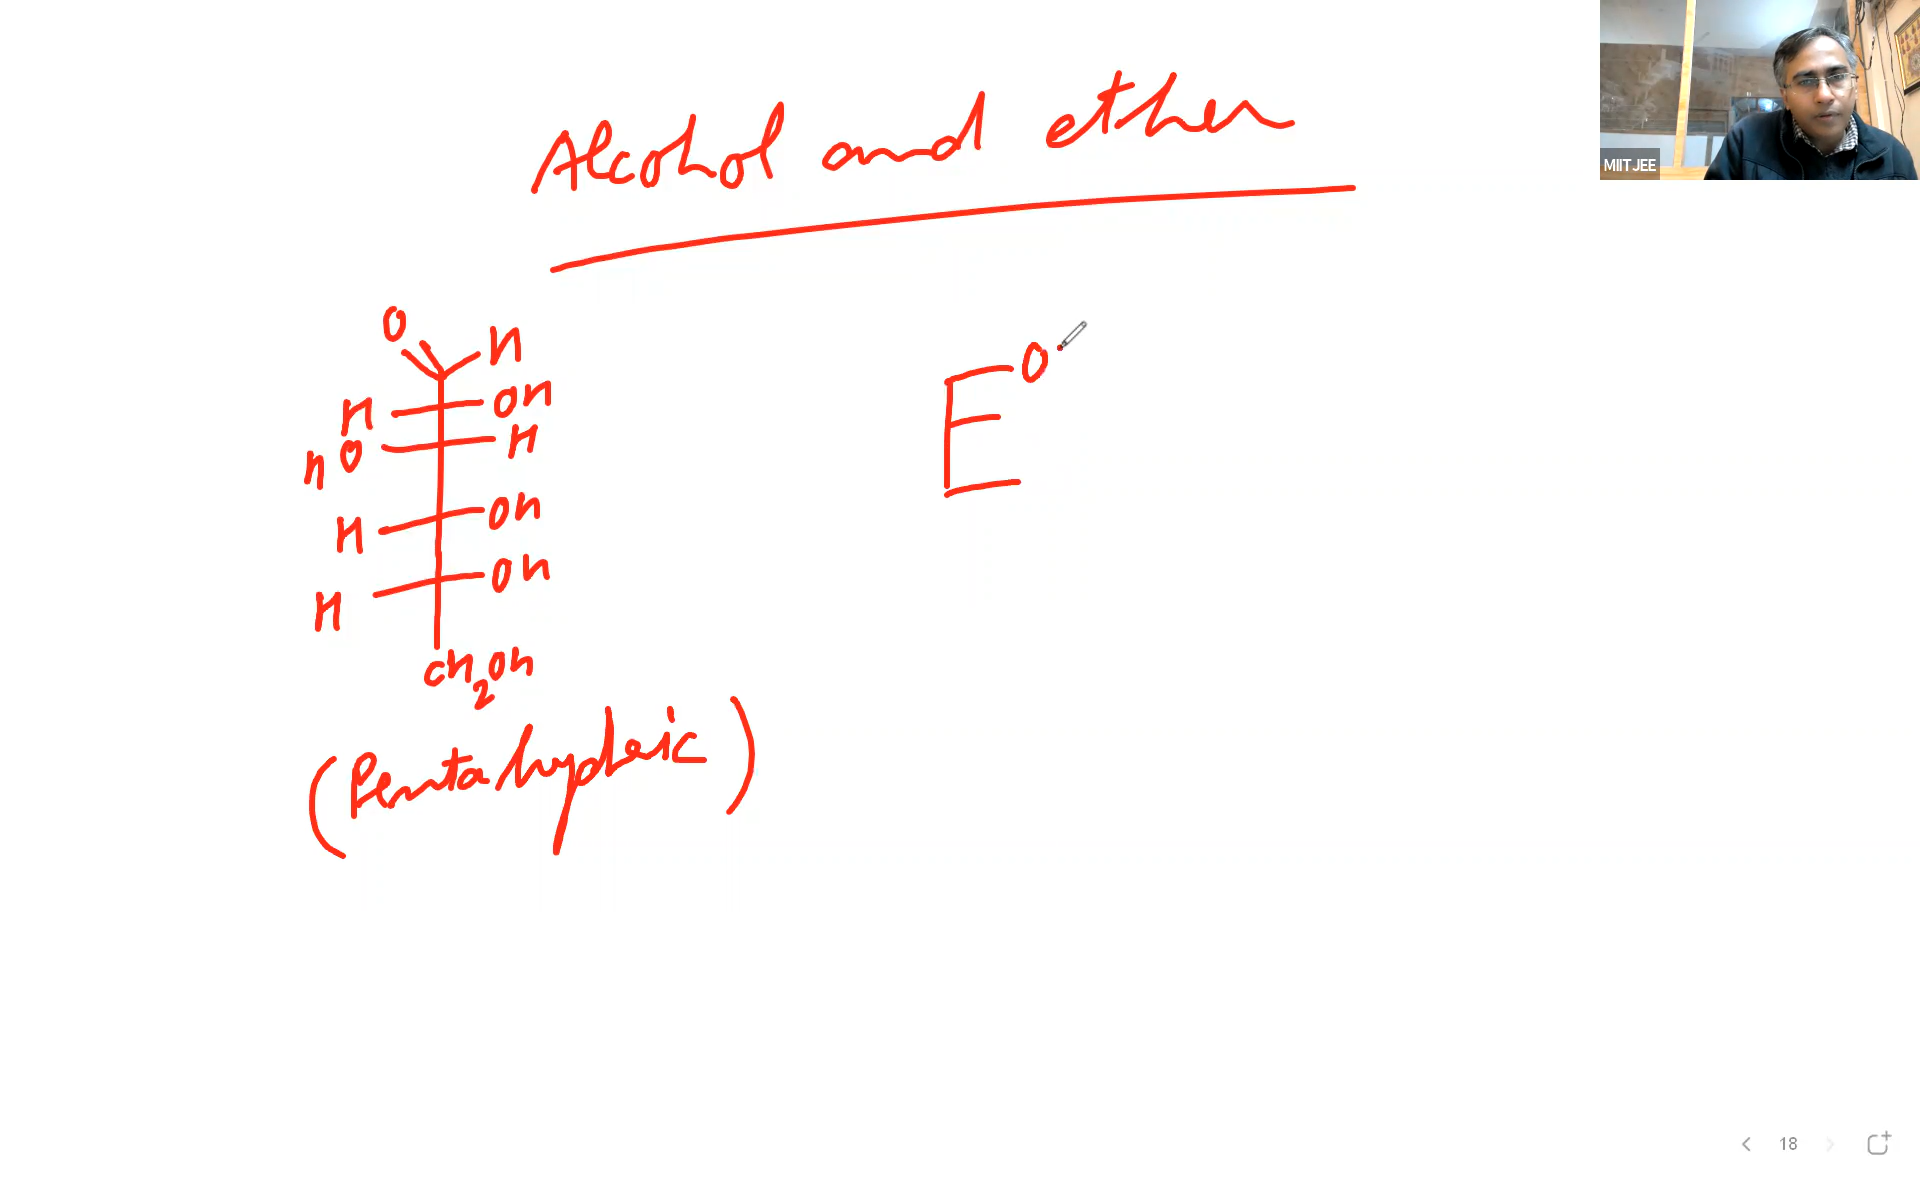 Alcohol and ether
MIIT JEE
O
H
H OH
HO H
H OH
H OH
CH2OH
(Pentahydric)
O
18